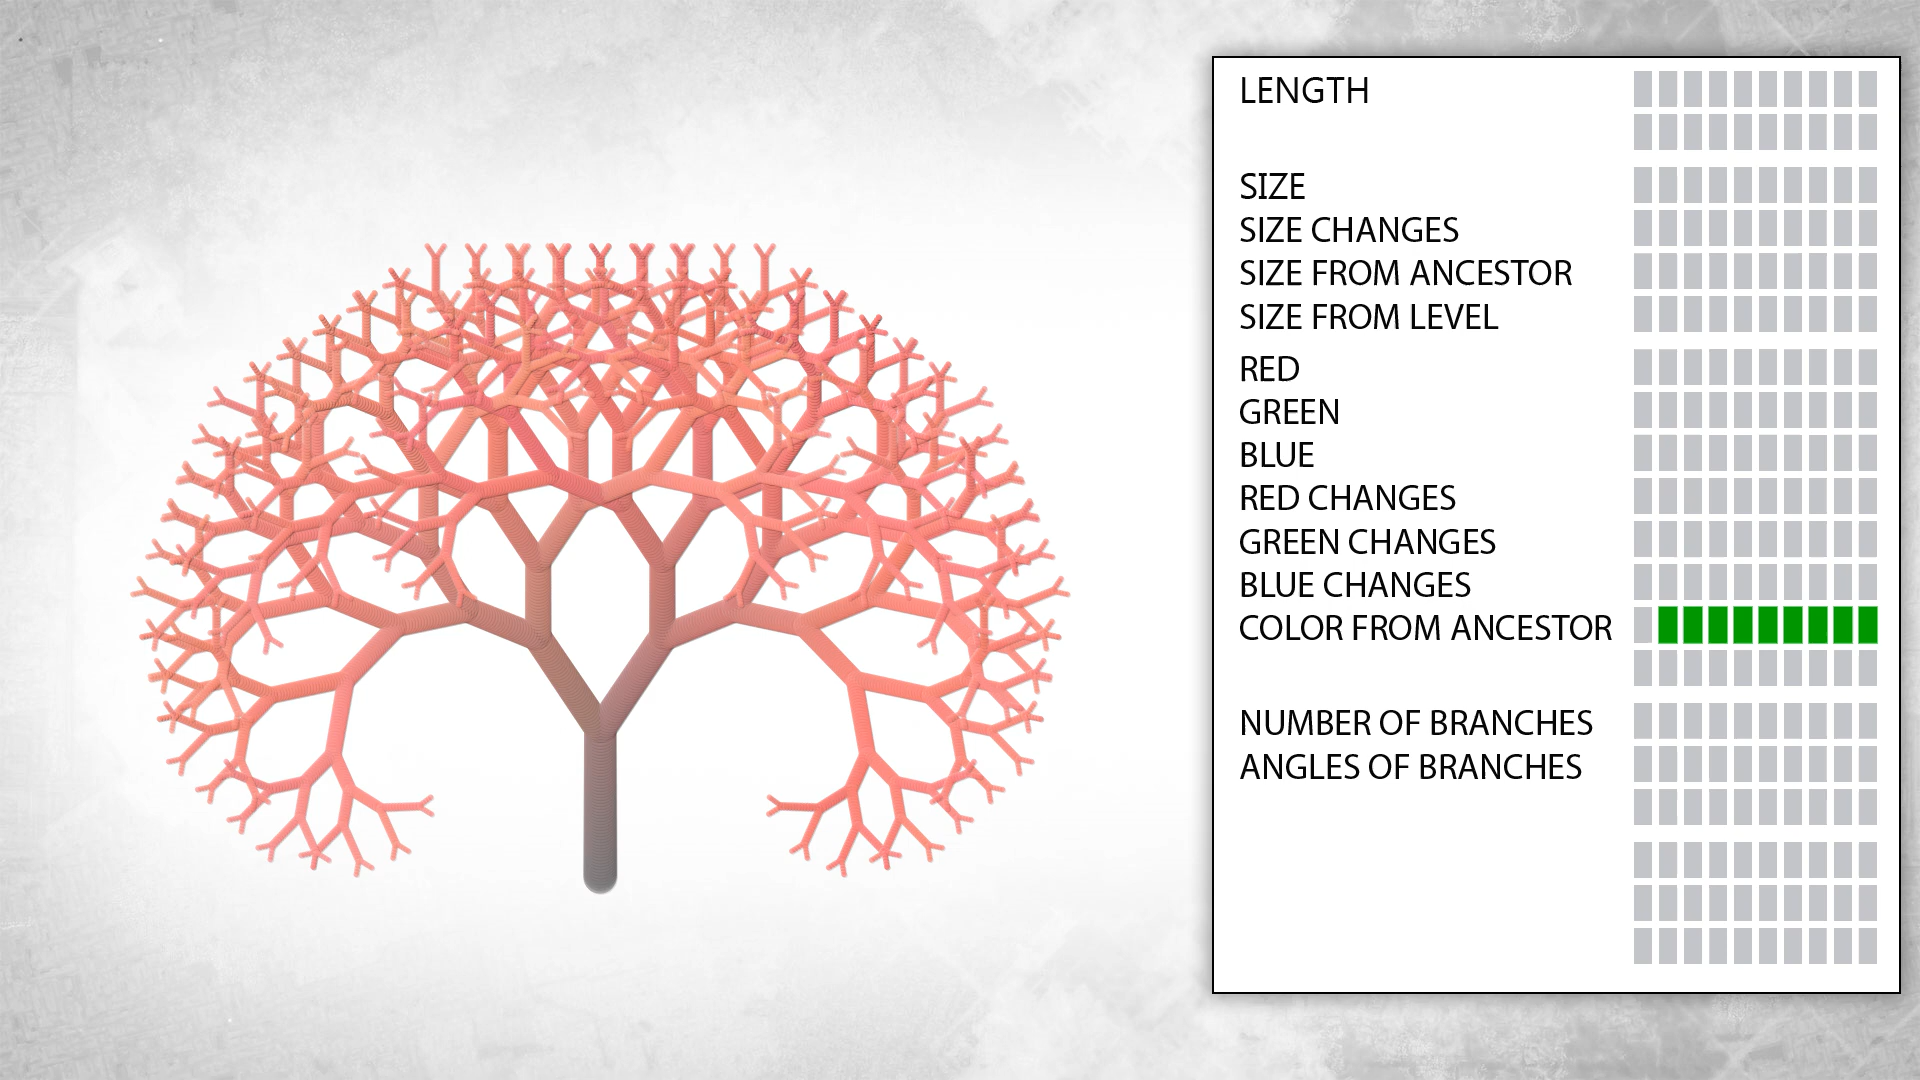 LENGTH
SIZE
SIZE CHANGES
SIZE FROM ANCESTOR
SIZE FROM LEVEL
RED
GREEN
BLUE
RED CHANGES
GREEN CHANGES
BLUE CHANGES
COLOR FROM ANCESTOR
NUMBER OF BRANCHES
ANGLES OF BRANCHES